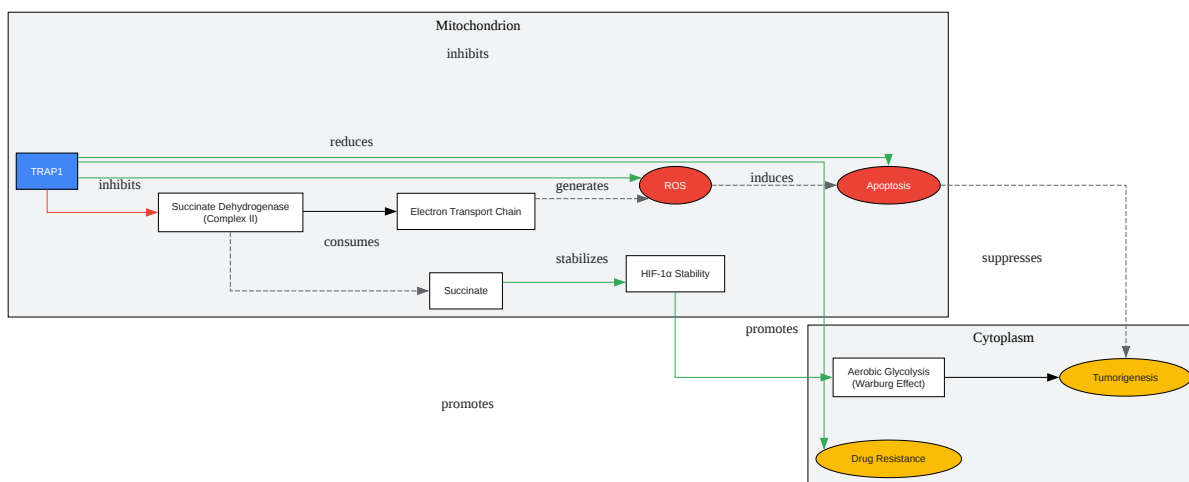 Mitochondrion
inhibits
reduces
TRAP1
inhibits
generates
ROS
induces
Apoptosis
Succinate Dehydrogenase
(Complex II)
Electron Transport Chain
consumes
stabilizes
suppresses
HIF-1α Stability
Succinate
promotes
Cytoplasm
Aerobic Glycolysis
(Warburg Effect)
Tumorigenesis
promotes
Drug Resistance